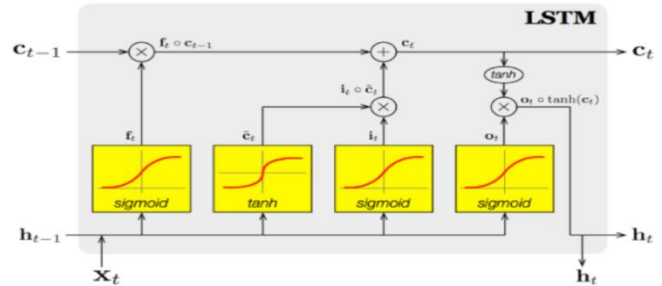 LSTM
c_{t−1}
f_t ∘ c_{t−1}
c_t
c_t
tanh
i_t ∘ c̃_t
o_t ∘ tanh(c_t)
f_t
c̃_t
i_t
o_t
sigmoid
tanh
sigmoid
sigmoid
h_{t−1}
h_t
x_t
h_t